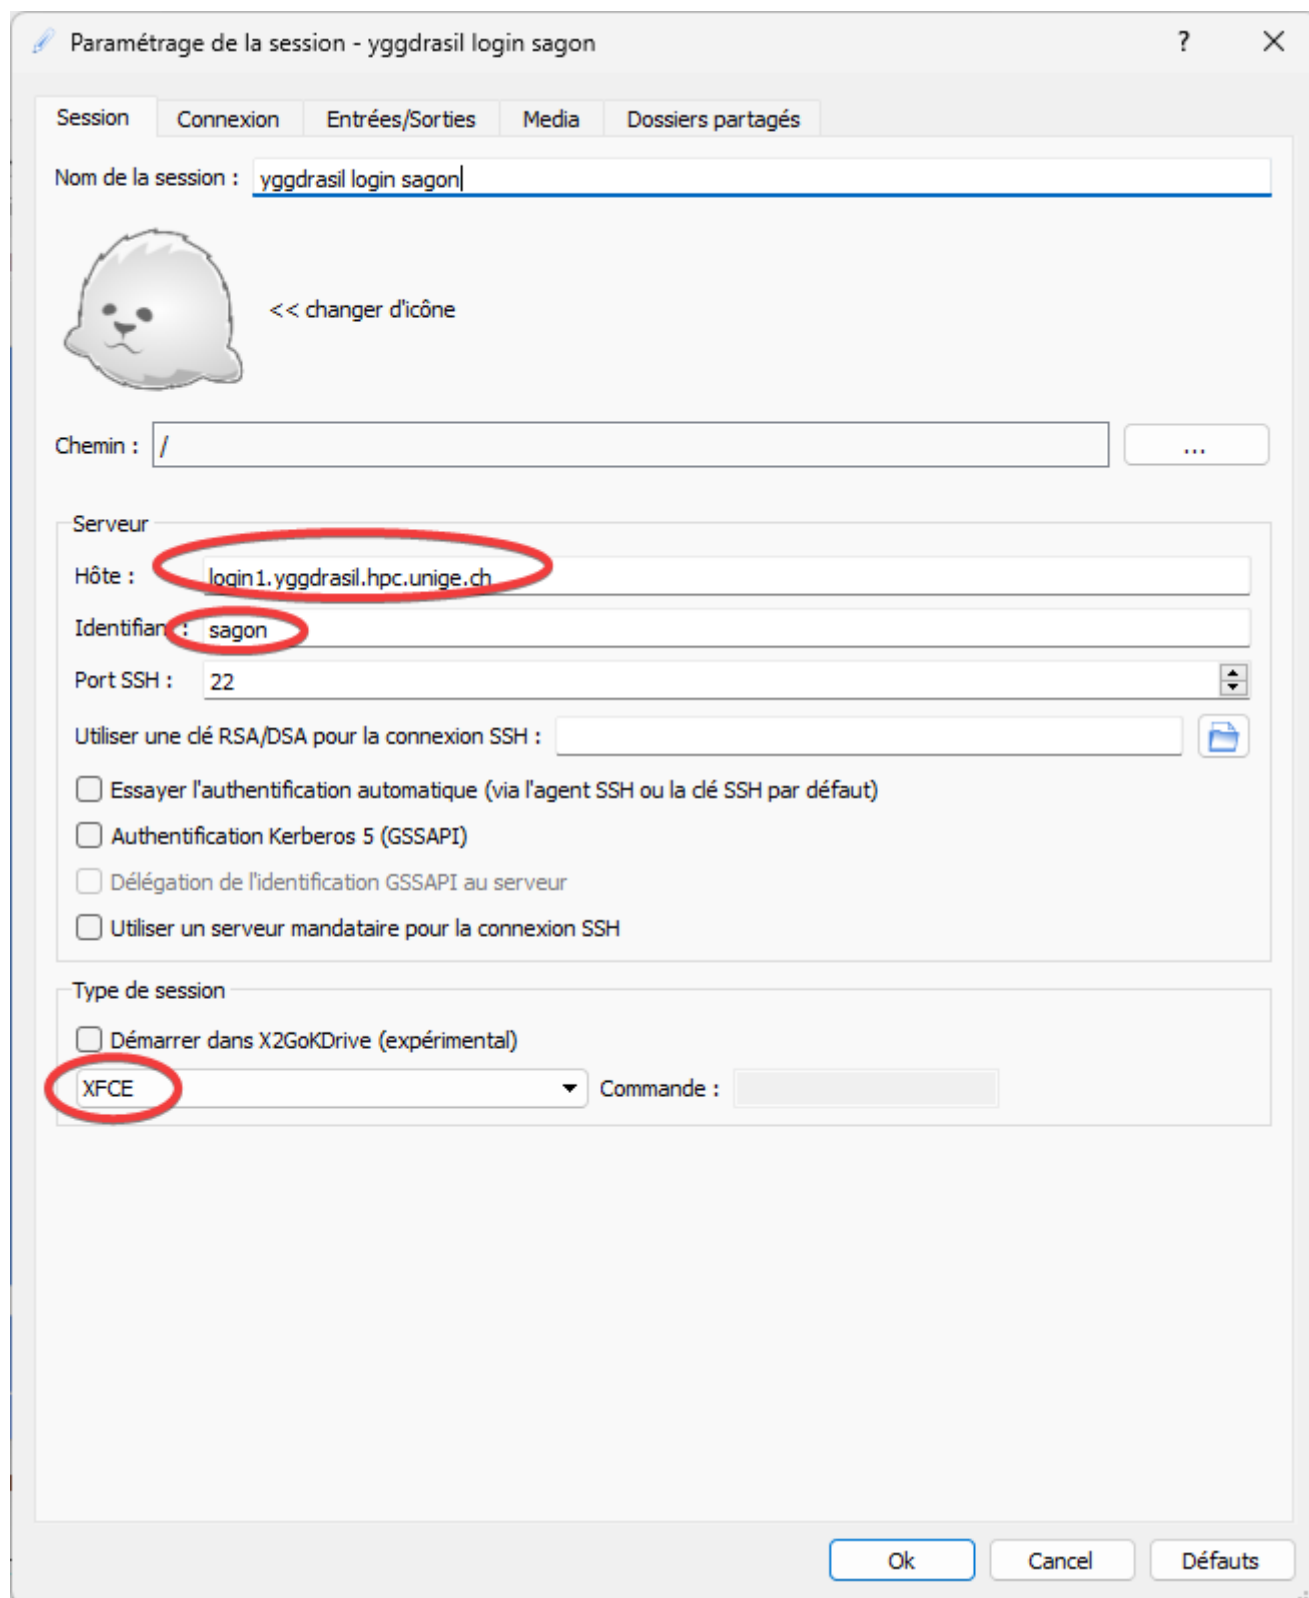 Paramétrage de la session - yggdrasil login sagon ?
Session Connexion Entrées/Sorties Media Dossiers partagés
Nom de la session : yggdrasil login sagon
<< changer d'icône
Chemin : / ...
Serveur
Hôte : login1.yggdrasil.hpc.unige.ch
Identifian : sagon
Port SSH : 22
Utiliser une clé RSA/DSA pour la connexion SSH :
Essayer l'authentification automatique (via l'agent SSH ou la clé SSH par défaut)
Authentification Kerberos 5 (GSSAPI)
Délégation de l'identification GSSAPI au serveur
Utiliser un serveur mandataire pour la connexion SSH
Type de session
Démarrer dans X2GoKDrive (expérimental)
XFCE Commande :
Ok Cancel Défauts